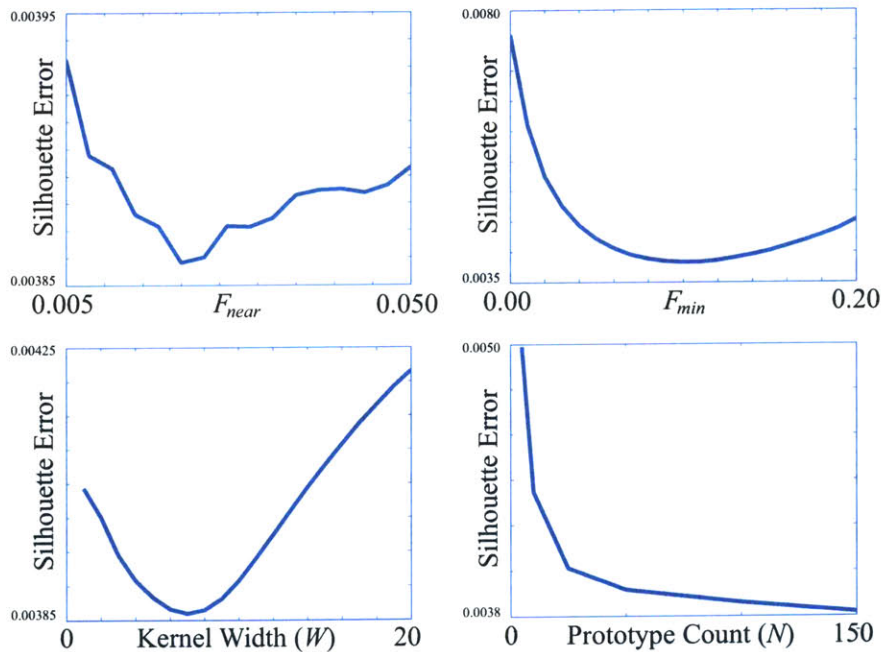 0.00395
Silhouette Error
0.00385
0.005
F_near
0.050
0.0080
Silhouette Error
0.0035
0.00
F_min
0.20
0.00425
Silhouette Error
0.00385
0
Kernel Width (W)
20
0.0050
Silhouette Error
0.0038
0
Prototype Count (N)
150